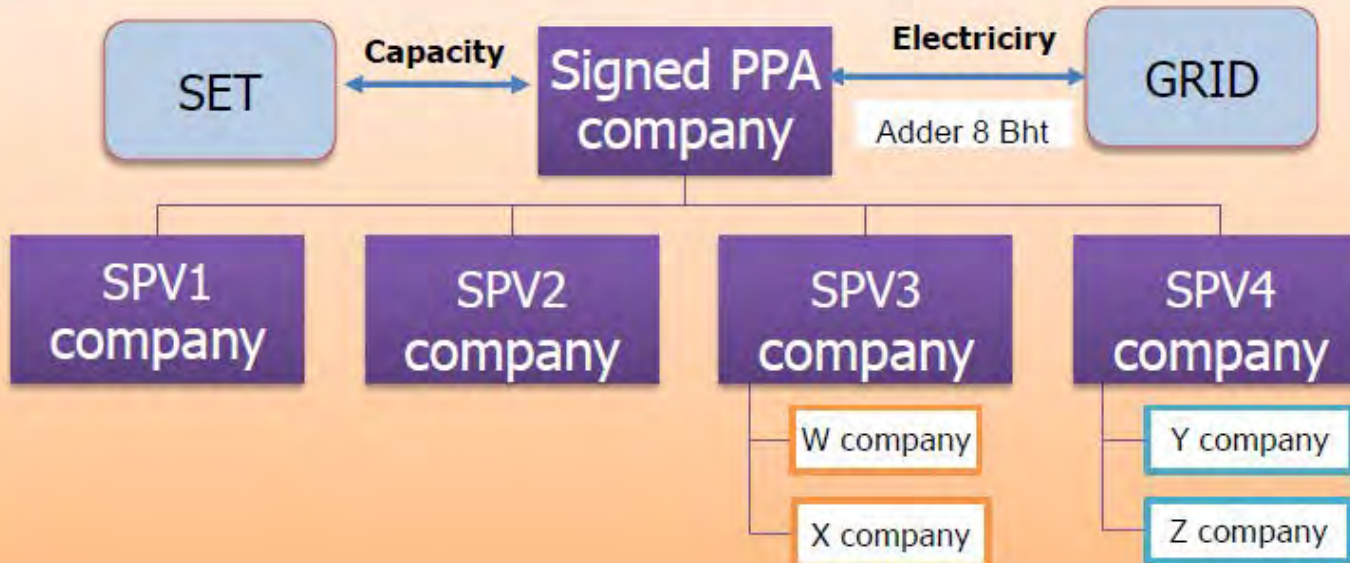 SET
Capacity
Signed PPA
company
Electriciry
Adder 8 Bht
GRID
SPV1
company
SPV2
company
SPV3
company
SPV4
company
W company
X company
Y company
Z company